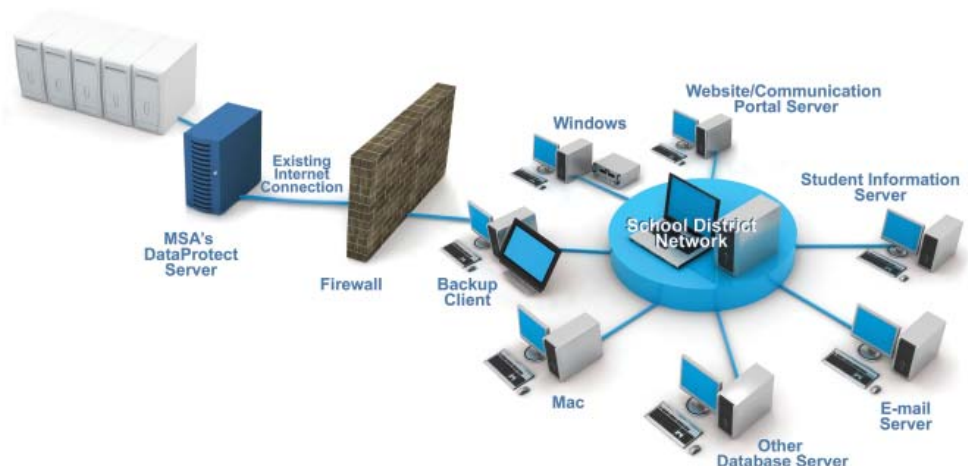 Website/Communication
Portal Server
Windows
Existing
Internet
Connection
Student Information
Server
School District
Network
MSA's
DataProtect
Server
Firewall
Backup
Client
Mac
E-mail
Server
Other
Database Server